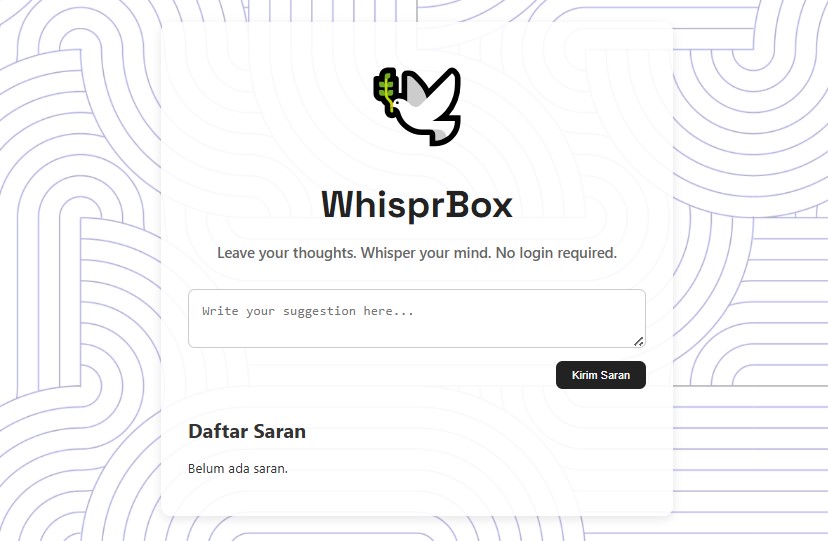 WhisprBox
Leave your thoughts. Whisper your mind. No login required.
Write your suggestion here...
Kirim Saran
Daftar Saran
Belum ada saran.